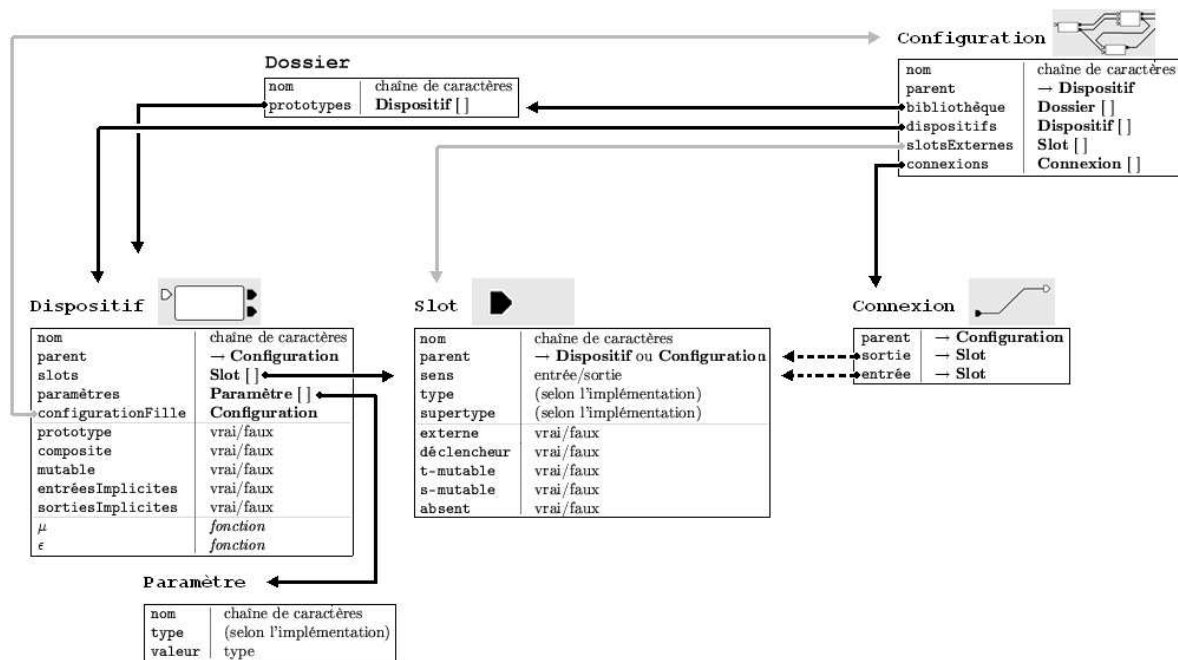 Configuration
nom chaîne de caractères
parent → Dispositif
bibliothèque Dossier [ ]
dispositifs Dispositif [ ]
slotsExternes Slot [ ]
connexions Connexion [ ]
Dossier
nom chaîne de caractères
prototypes Dispositif [ ]
Dispositif
nom chaîne de caractères
parent → Configuration
slots Slot [ ]
paramètres Paramètre [ ]
configurationFille Configuration
prototype vrai/faux
composite vrai/faux
mutable vrai/faux
entréesImplicites vrai/faux
sortiesImplicites vrai/faux
μ fonction
ϵ fonction
Slot
nom chaîne de caractères
parent → Dispositif ou Configuration
sens entrée/sortie
type (selon l'implémentation)
supertype (selon l'implémentation)
externe vrai/faux
déclencheur vrai/faux
t-mutable vrai/faux
s-mutable vrai/faux
absent vrai/faux
Connexion
parent → Configuration
sortie → Slot
entrée → Slot
Paramètre
nom chaîne de caractères
type (selon l'implémentation)
valeur type